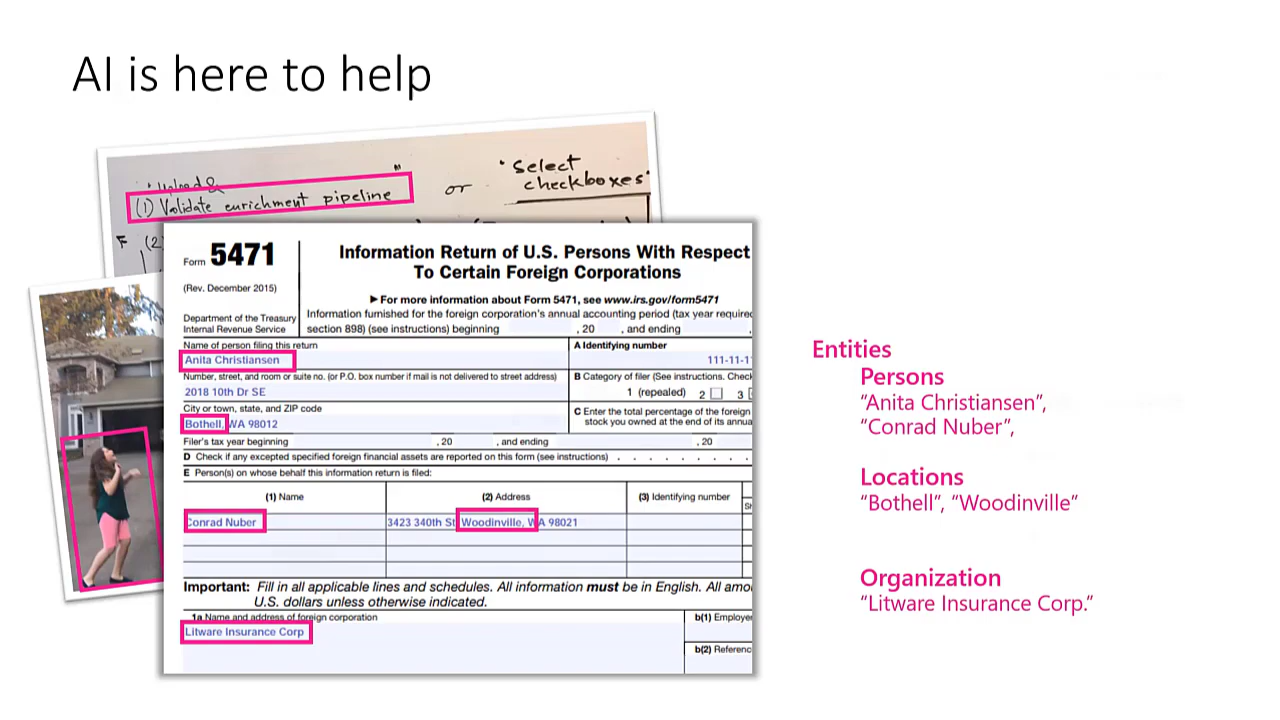 AI is here to help
Upload &
(1) Validate enrichment pipeline
or
"Select
checkboxes"
F (2)
Form 5471
(Rev. December 2015)
Department of the Treasury
Internal Revenue Service
Information Return of U.S. Persons With Respect
To Certain Foreign Corporations
▶ For more information about Form 5471, see www.irs.gov/form5471
Information furnished for the foreign corporation's annual accounting period (tax year require
section 898) (see instructions) beginning , 20 , and ending ,
Name of person filing this return
Anita Christiansen
A Identifying number
111-11-1
Number, street, and room or suite no. (or P.O. box number if mail is not delivered to street address)
2018 10th Dr SE
B Category of filer (See instructions. Check
1 (repealed) 2 3
City or town, state, and ZIP code
Bothell, WA 98012
C Enter the total percentage of the foreign
stock you owned at the end of its annua
Filer's tax year beginning , 20 , and ending , 20
D Check if any excepted specified foreign financial assets are reported on this form (see instructions) . . . . . . . .
E Person(s) on whose behalf this information return is filed:
(1) Name (2) Address (3) Identifying number
Sh
Conrad Nuber 3423 340th St Woodinville, WA 98021
Important: Fill in all applicable lines and schedules. All information must be in English. All amo
U.S. dollars unless otherwise indicated.
1a Name and address of foreign corporation
Litware Insurance Corp
b(1) Employe
b(2) Referenc
Entities
Persons
"Anita Christiansen",
"Conrad Nuber",
Locations
"Bothell", "Woodinville"
Organization
"Litware Insurance Corp."